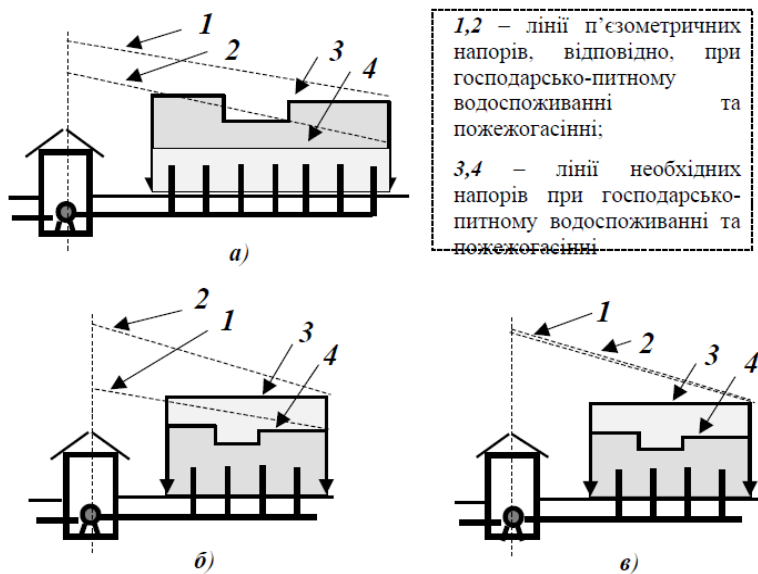 1
2
3
4
а)
1,2 – лінії п’єзометричних
напорів, відповідно, при
господарсько-питному
водоспоживанні та
пожежогасінні;
3,4 – лінії необхідних
напорів при господарсько-
питному водоспоживанні та
пожежогасінні
2
1
3
4
б)
1
2
3
4
в)